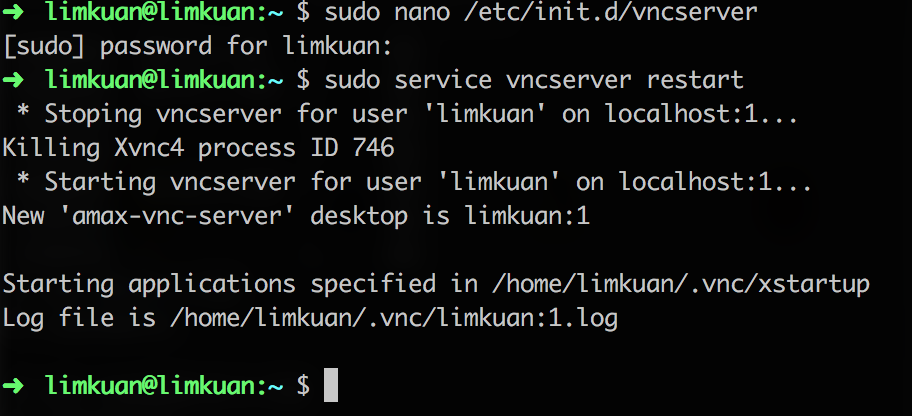 ➜ limkuan@limkuan:~ $ sudo nano /etc/init.d/vncserver
[sudo] password for limkuan:
➜ limkuan@limkuan:~ $ sudo service vncserver restart
* Stoping vncserver for user 'limkuan' on localhost:1...
Killing Xvnc4 process ID 746
* Starting vncserver for user 'limkuan' on localhost:1...
New 'amax-vnc-server' desktop is limkuan:1
Starting applications specified in /home/limkuan/.vnc/xstartup
Log file is /home/limkuan/.vnc/limkuan:1.log
➜ limkuan@limkuan:~ $